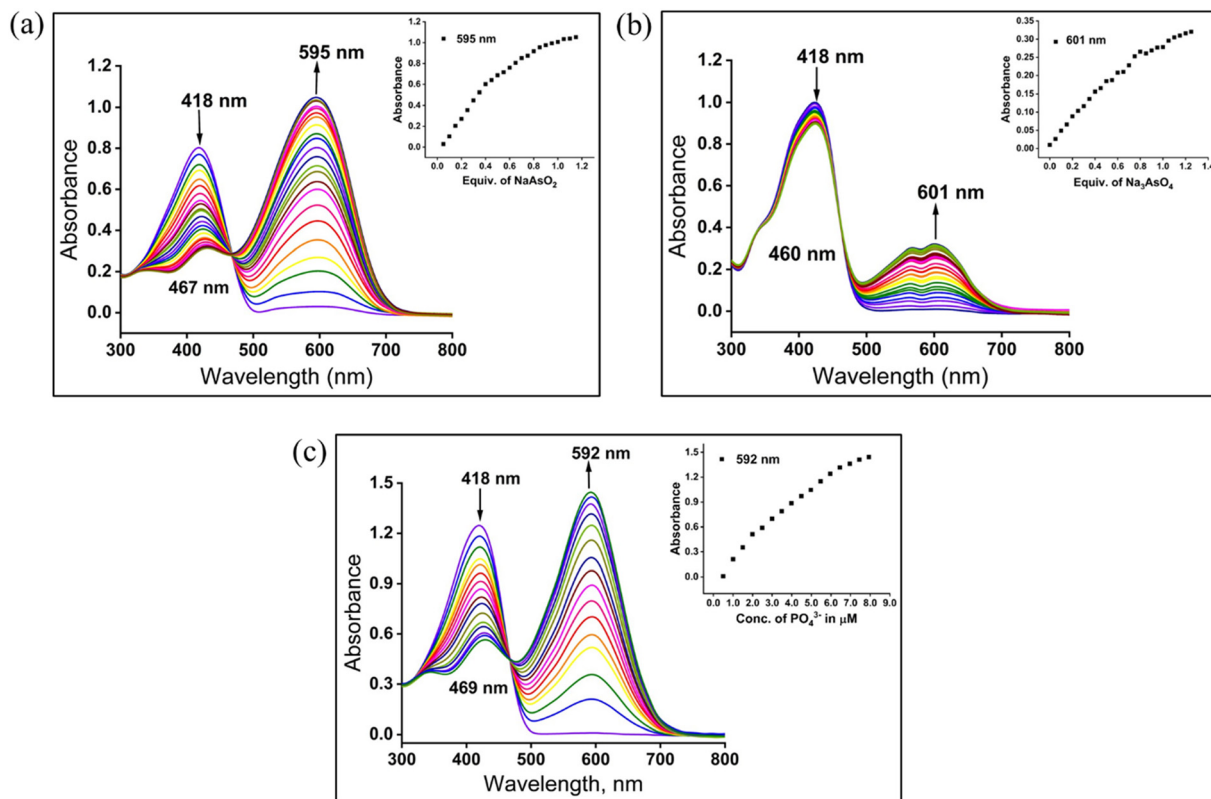 (a)
595 nm
418 nm
467 nm
Absorbance
1.2
1.0
0.8
0.6
0.4
0.2
0.0
300 400 500 600 700 800
Wavelength (nm)
595 nm
Absorbance
1.2
1.0
0.8
0.6
0.4
0.2
0.0
0.0 0.2 0.4 0.6 0.8 1.0 1.2 1.4
Equiv. of NaAsO₂
(b)
418 nm
601 nm
460 nm
Absorbance
1.2
1.0
0.8
0.6
0.4
0.2
0.0
300 400 500 600 700 800
Wavelength (nm)
601 nm
Absorbance
0.35
0.30
0.25
0.20
0.15
0.10
0.05
0.00
0.0 0.2 0.4 0.6 0.8 1.0 1.2 1.4
Equiv. of Na₃AsO₄
(c)
592 nm
418 nm
469 nm
Absorbance
1.5
1.2
0.9
0.6
0.3
0.0
300 400 500 600 700 800
Wavelength, nm
592 nm
Absorbance
1.5
1.2
0.9
0.6
0.3
0.0
0.0 1.0 2.0 3.0 4.0 5.0 6.0 7.0 8.0 9.0
Conc. of PO₄³⁻ in μM